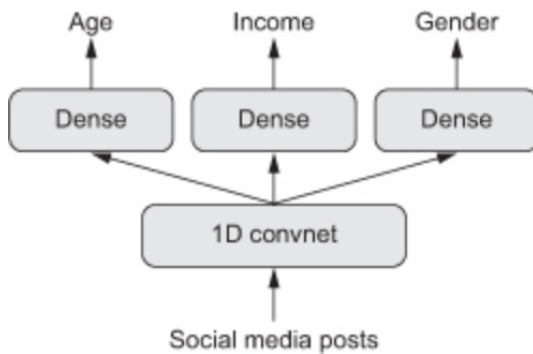 Age Income Gender
Dense Dense Dense
1D convnet
Social media posts